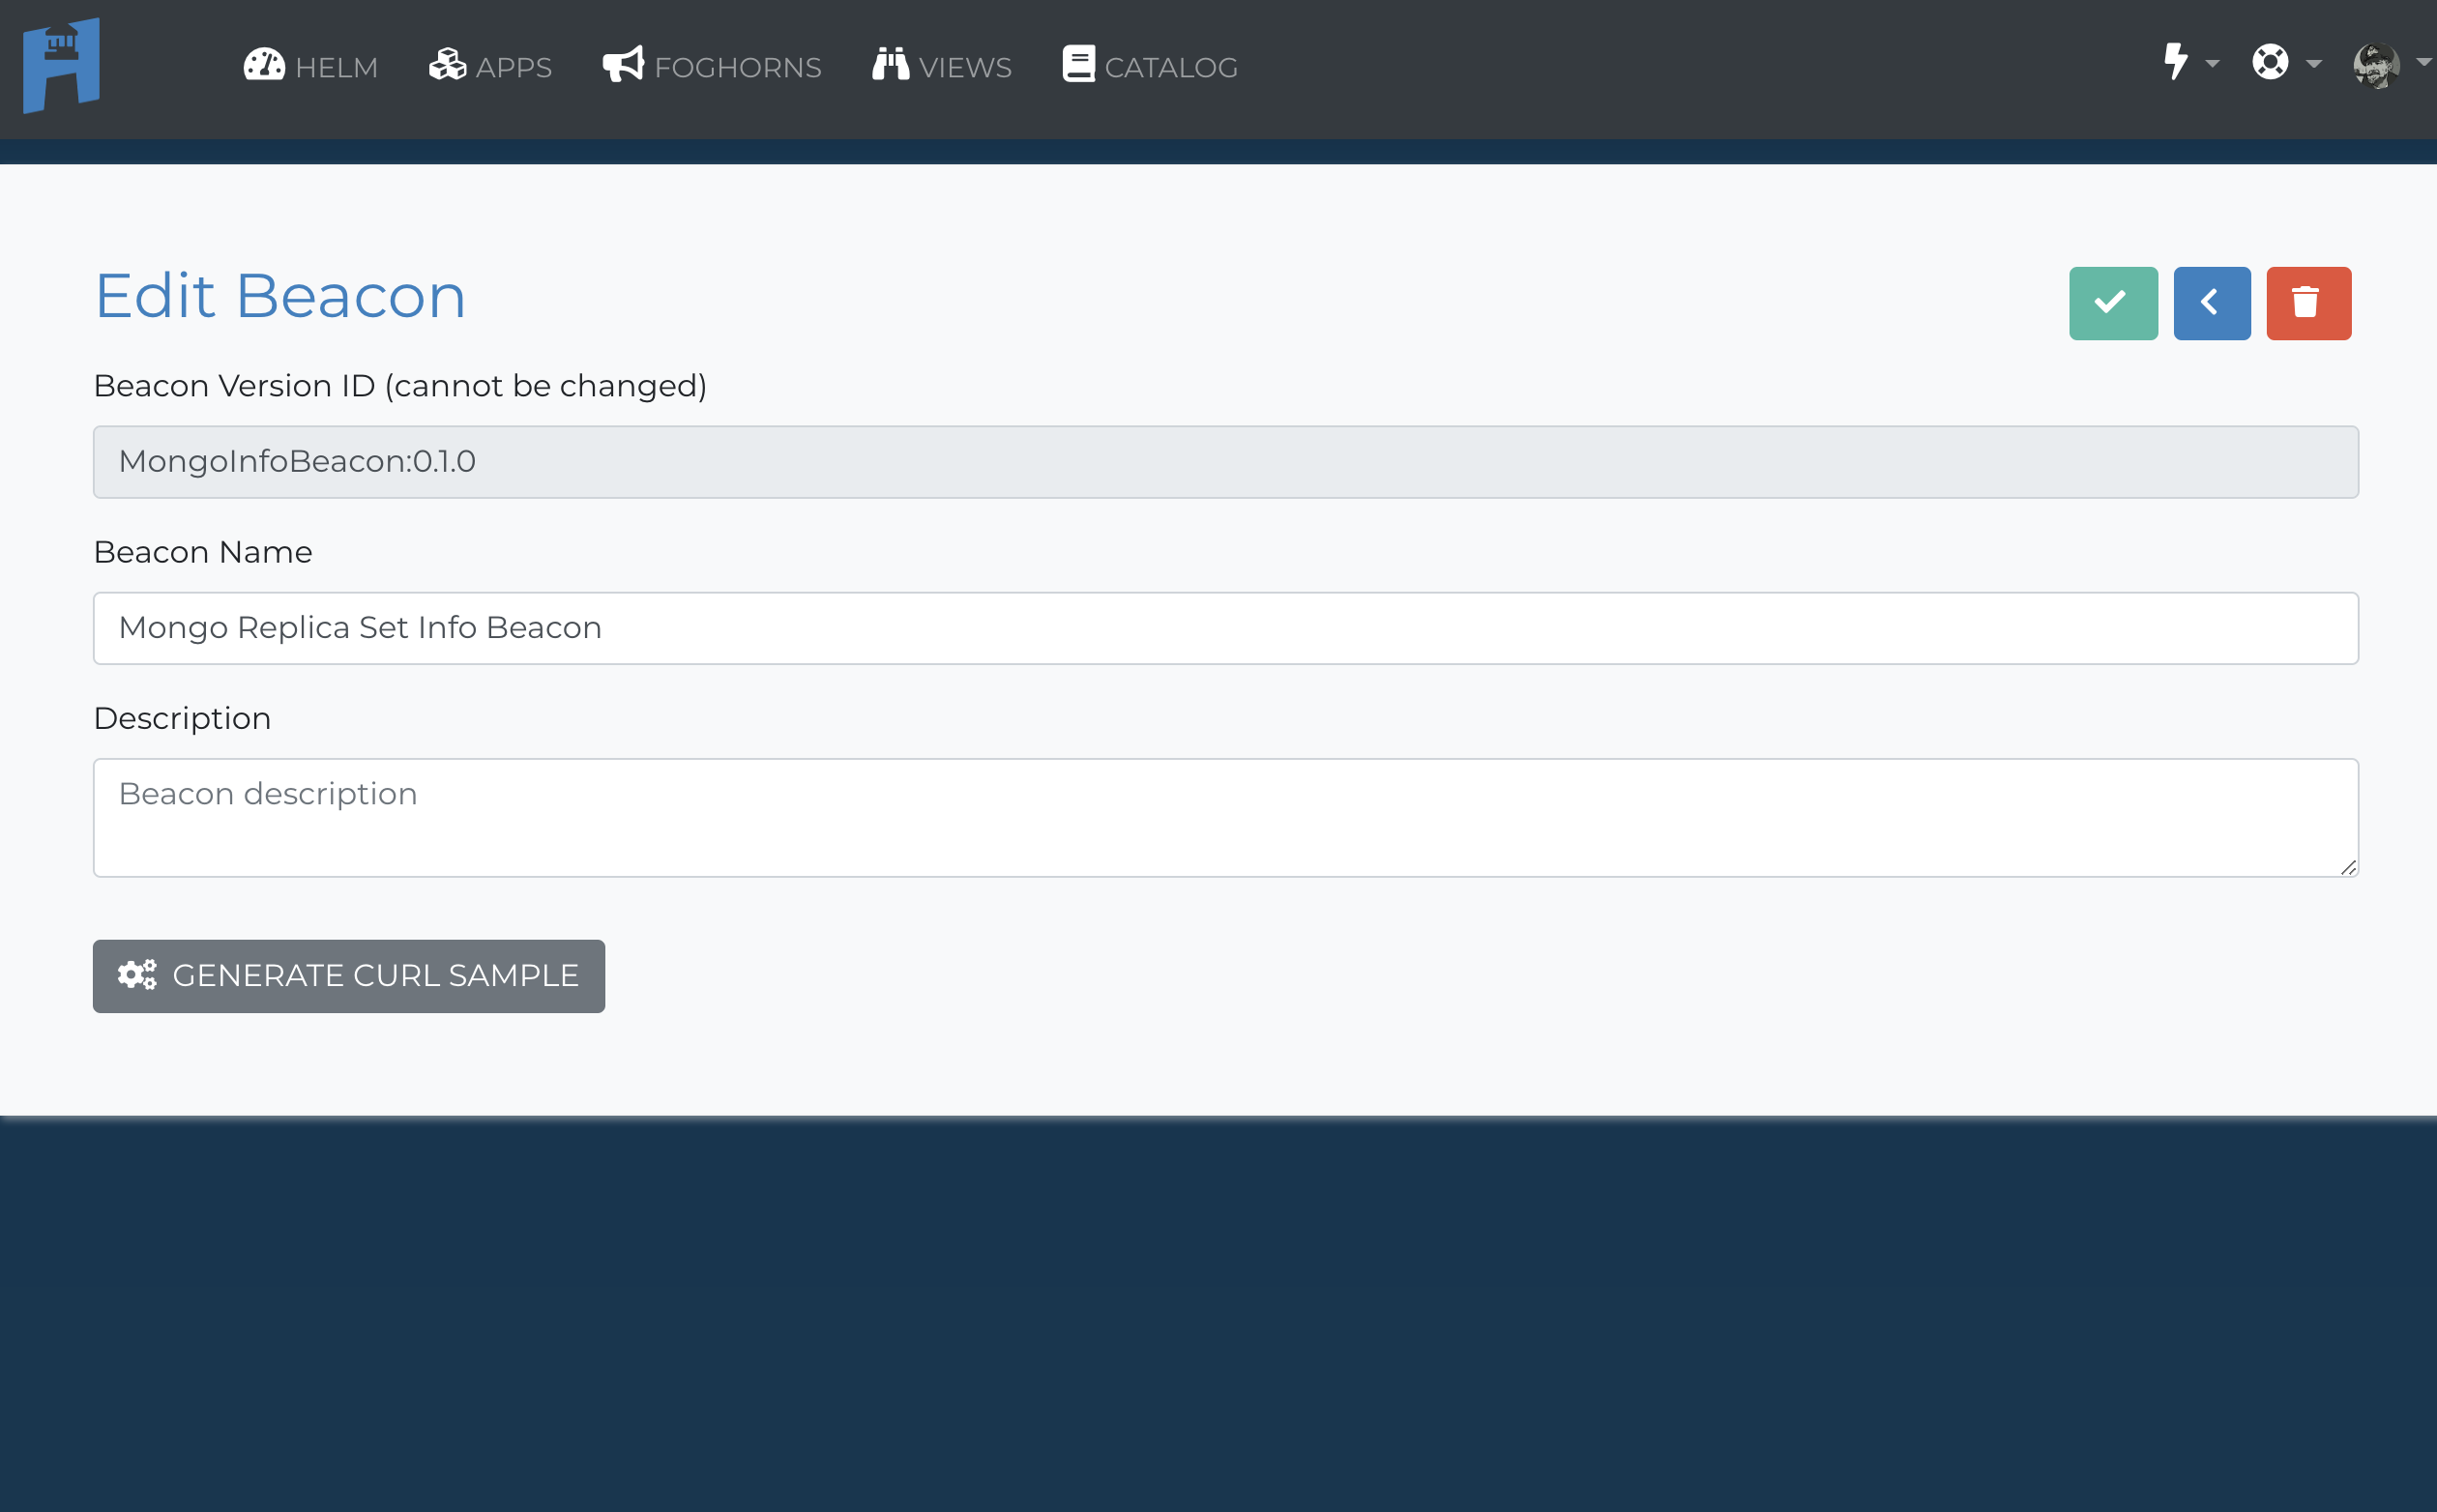 HELM APPS FOGHORNS VIEWS CATALOG
Edit Beacon
Beacon Version ID (cannot be changed)
MongoInfoBeacon:0.1.0
Beacon Name
Mongo Replica Set Info Beacon
Description
Beacon description
GENERATE CURL SAMPLE